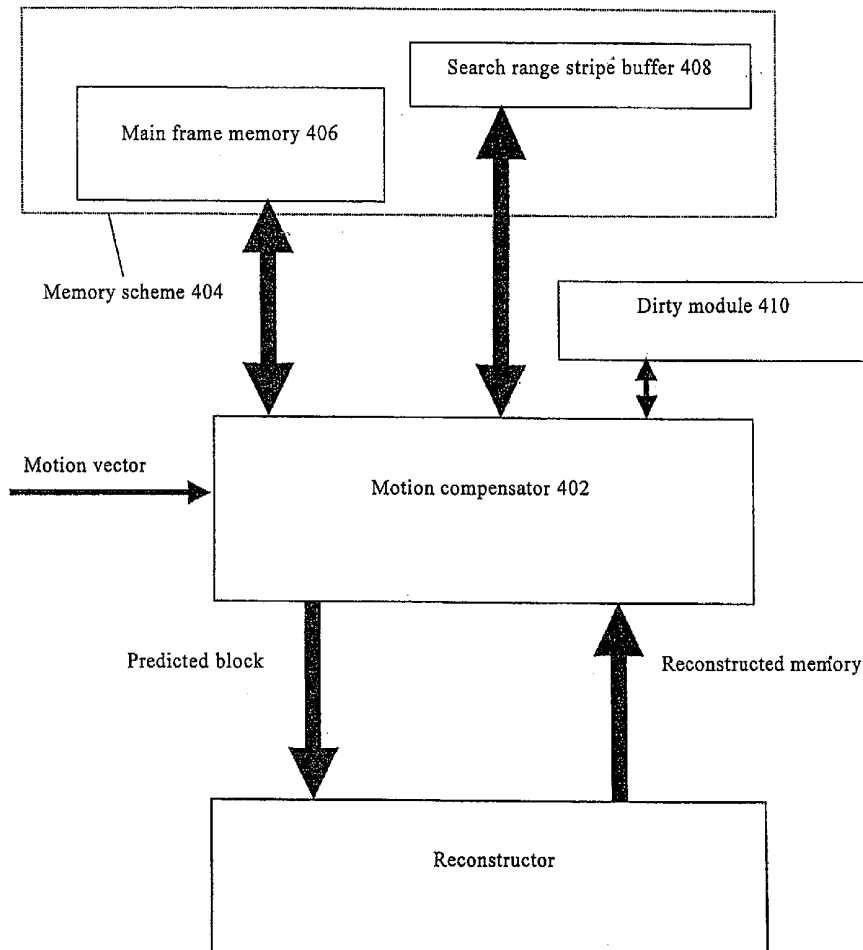 Search range stripe buffer 408
Main frame memory 406
Memory scheme 404
Dirty module 410
Motion vector
Motion compensator 402
Predicted block
Reconstructed memory
Reconstructor